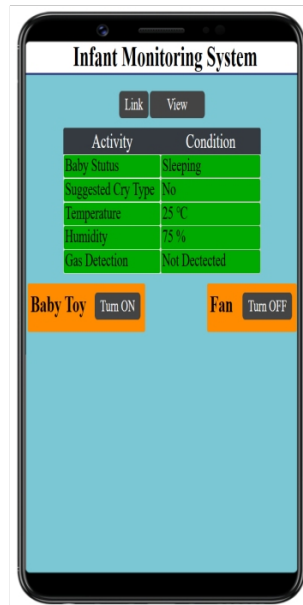 Infant Monitoring System
Link View
Activity Condition
Baby Stutus Sleeping
Suggested Cry Type No
Temperature 25 °C
Humidity 75 %
Gas Detection Not Dectected
Baby Toy Turn ON Fan Turn OFF